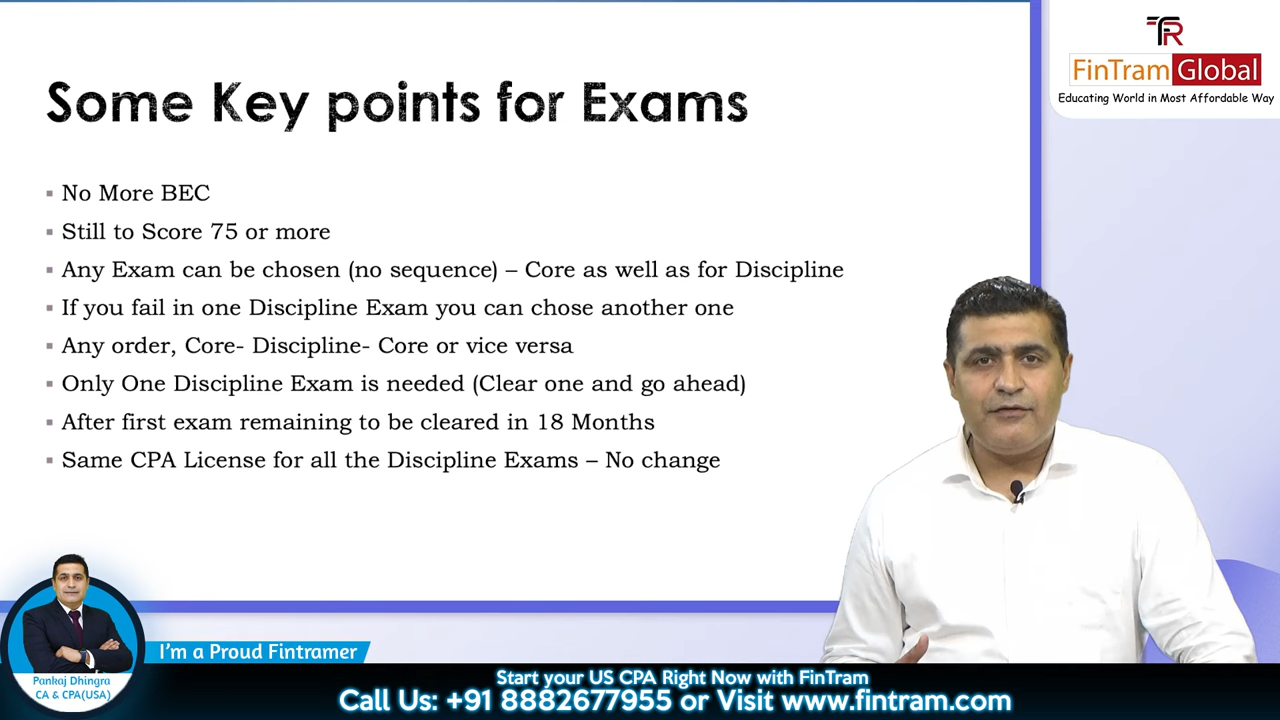 Some Key points for Exams
No More BEC
Still to Score 75 or more
Any Exam can be chosen (no sequence) – Core as well as for Discipline
If you fail in one Discipline Exam you can chose another one
Any order, Core- Discipline- Core or vice versa
Only One Discipline Exam is needed (Clear one and go ahead)
After first exam remaining to be cleared in 18 Months
Same CPA License for all the Discipline Exams – No change
FinTram Global
Educating World in Most Affordable Way
I'm a Proud Fintramer
Pankaj Dhingra
CA & CPA(USA)
Start your US CPA Right Now with FinTram
Call Us: +91 8882677955 or Visit www.fintram.com